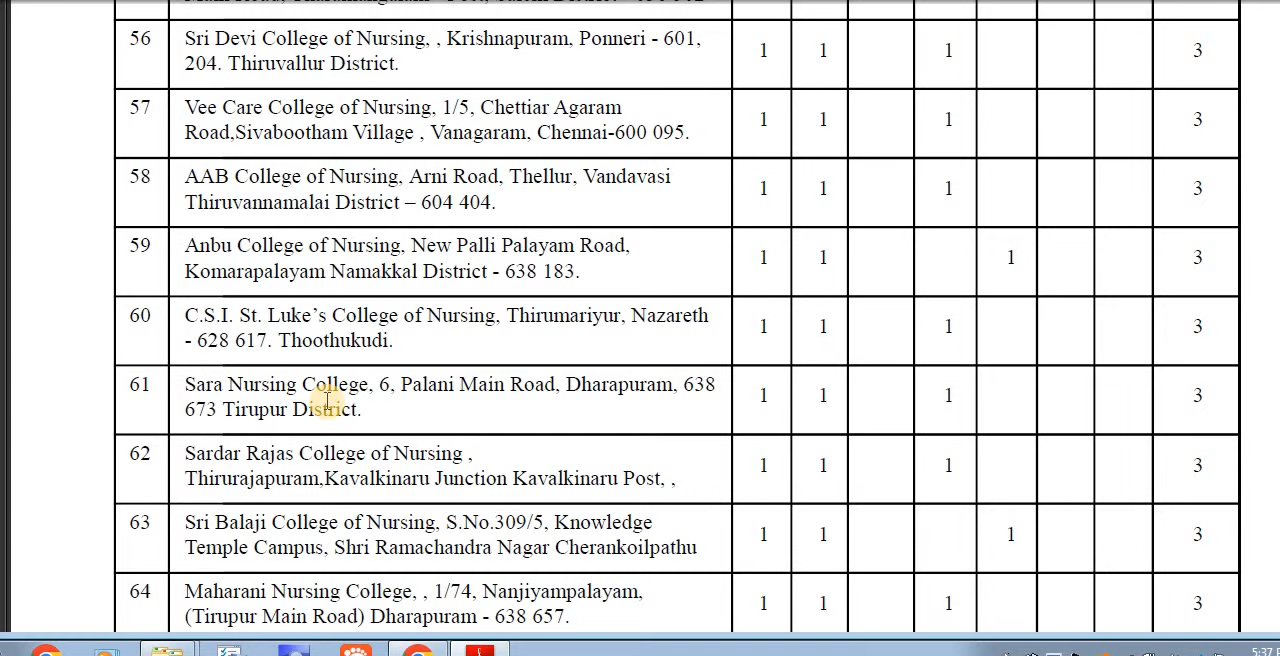 56 Sri Devi College of Nursing, , Krishnapuram, Ponneri - 601, 1 1 1 3
204. Thiruvallur District.
57 Vee Care College of Nursing, 1/5, Chettiar Agaram 1 1 1 3
Road,Sivabootham Village , Vanagaram, Chennai-600 095.
58 AAB College of Nursing, Arni Road, Thellur, Vandavasi 1 1 1 3
Thiruvannamalai District – 604 404.
59 Anbu College of Nursing, New Palli Palayam Road, 1 1 1 3
Komarapalayam Namakkal District - 638 183.
60 C.S.I. St. Luke’s College of Nursing, Thirumariyur, Nazareth 1 1 1 3
- 628 617. Thoothukudi.
61 Sara Nursing College, 6, Palani Main Road, Dharapuram, 638 1 1 1 3
673 Tirupur District.
62 Sardar Rajas College of Nursing , 1 1 1 3
Thirurajapuram,Kavalkinaru Junction Kavalkinaru Post, ,
63 Sri Balaji College of Nursing, S.No.309/5, Knowledge 1 1 1 3
Temple Campus, Shri Ramachandra Nagar Cherankoilpathu
64 Maharani Nursing College, , 1/74, Nanjiyampalayam, 1 1 1 3
(Tirupur Main Road) Dharapuram - 638 657.
5:37